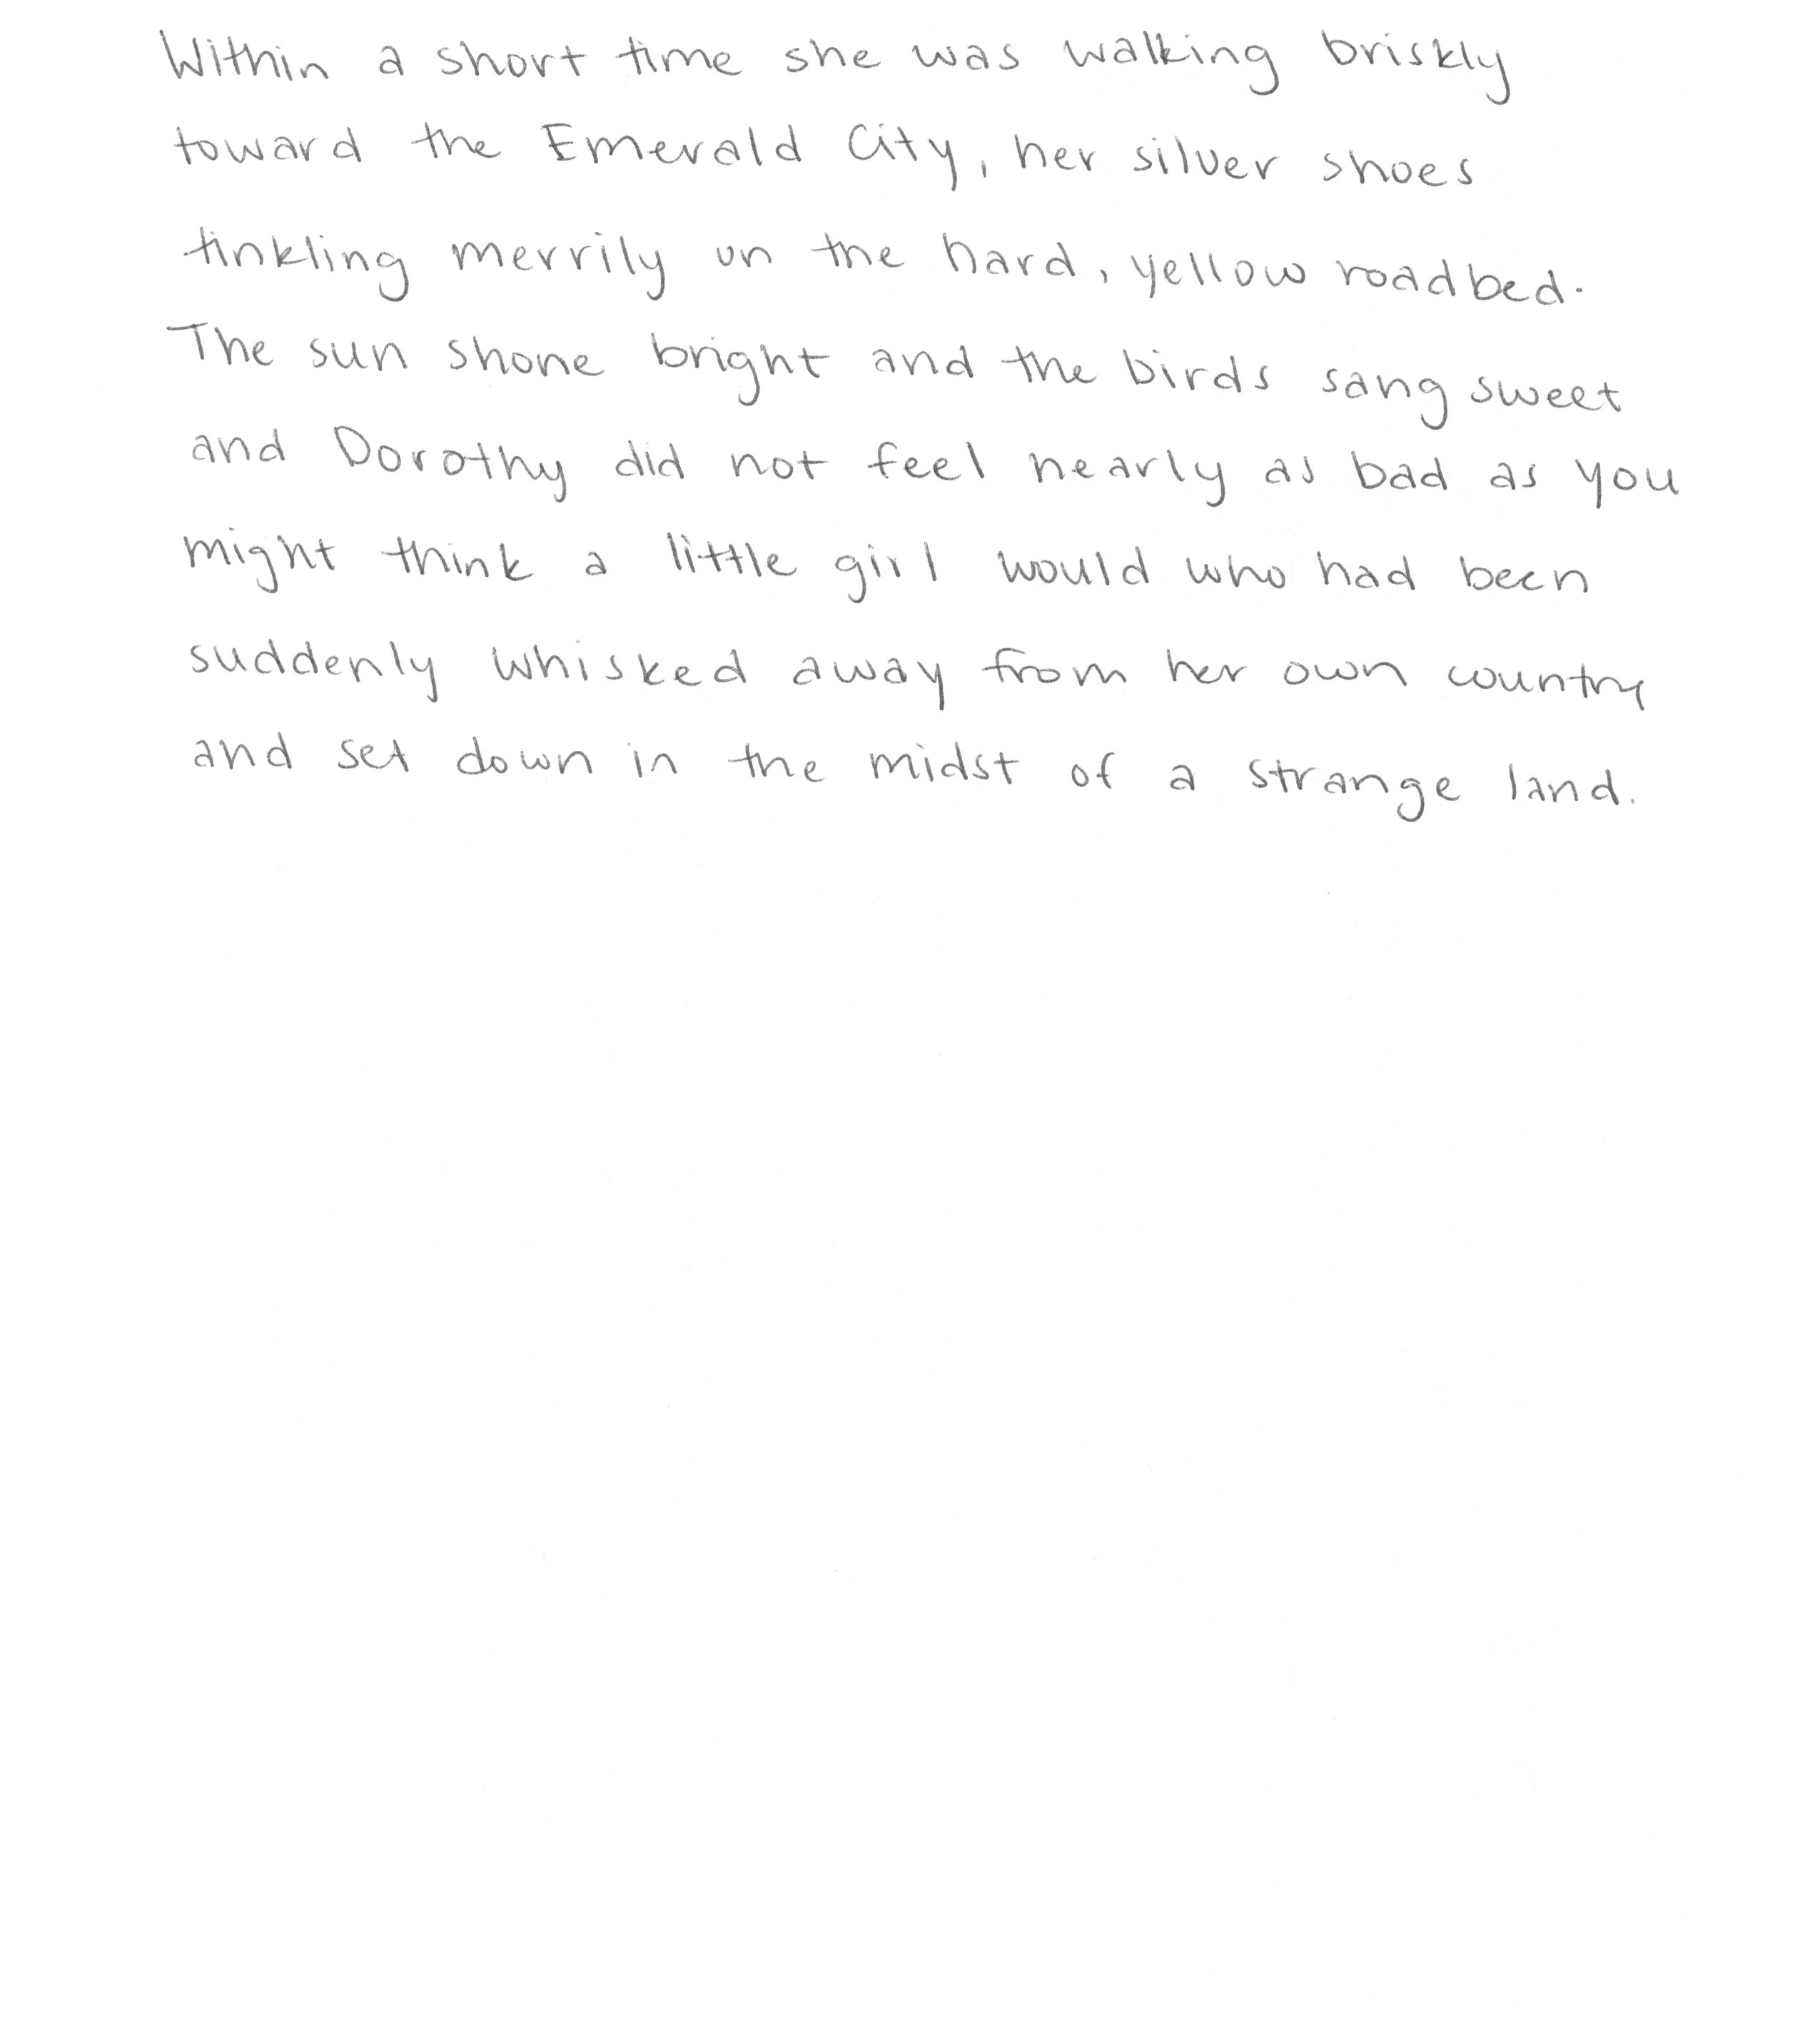 Within a short time she was walking briskly
toward the Emerald City, her silver shoes
tinkling merrily on the hard, yellow roadbed.
The sun shone bright and the birds sang sweet
and Dorothy did not feel nearly as bad as you
might think a little girl would who had been
suddenly whisked away from her own country
and set down in the midst of a strange land.